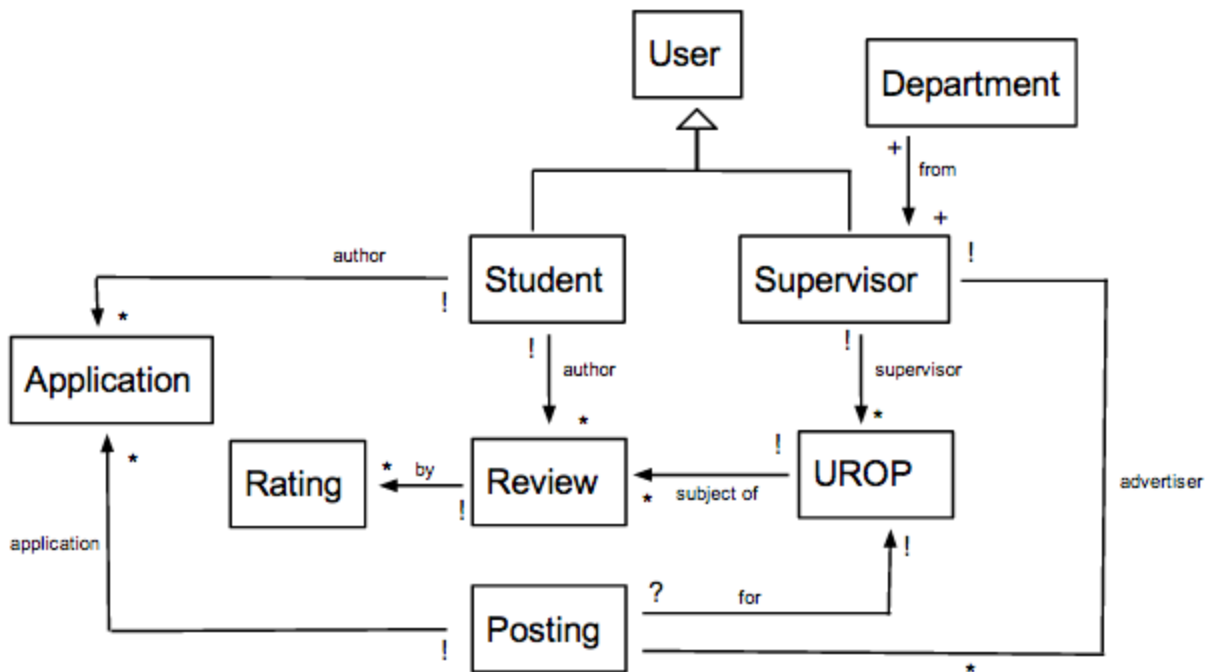 User
Department
+
from
+
author
Student
Supervisor
!
!
*
!
author
!
supervisor
Application
*
*
*
Rating
*
by
!
Review
*
subject of
!
UROP
advertiser
application
!
?
for
Posting
!
*